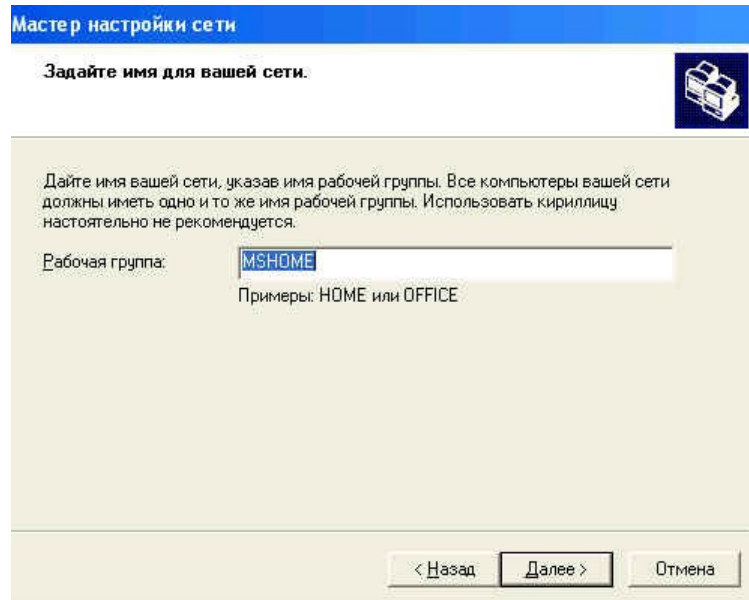 Мастер настройки сети
Задайте имя для вашей сети.
Дайте имя вашей сети, указав имя рабочей группы. Все компьютеры вашей сети
должны иметь одно и то же имя рабочей группы. Использовать кириллицу
настоятельно не рекомендуется.
Рабочая группа: MSHOME
Примеры: HOME или OFFICE
< Назад Далее > Отмена